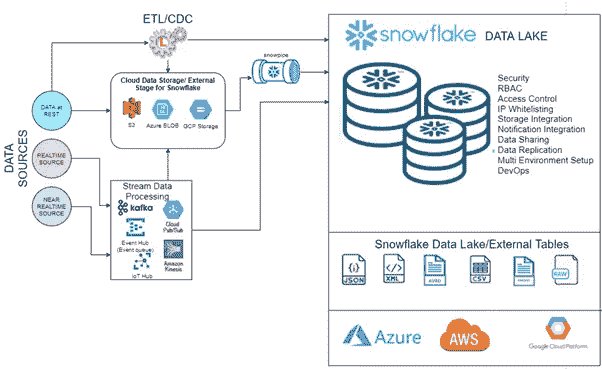 ETL/CDC
snowpipe
snowflake DATA LAKE
Cloud Data Storage/ External
Stage for Snowflake
S3
Azure BLOB
GCP Storage
DATA at
REST
DATA SOURCES
REALTIME
SOURCE
NEAR
REALTIME
SOURCE
Stream Data
Processing
kafka
Cloud
Pub/Sub
Event Hub
(Event queue)
Amazon
Kinesis
IoT Hub
Security
RBAC
Access Control
IP Whitelisting
Storage Integration
Notification Integration
Data Sharing
Data Replication
Multi Environment Setup
DevOps
Snowflake Data Lake/External Tables
JSON
XML
AVRO
CSV
RAW
Azure
AWS
Google Cloud Platform